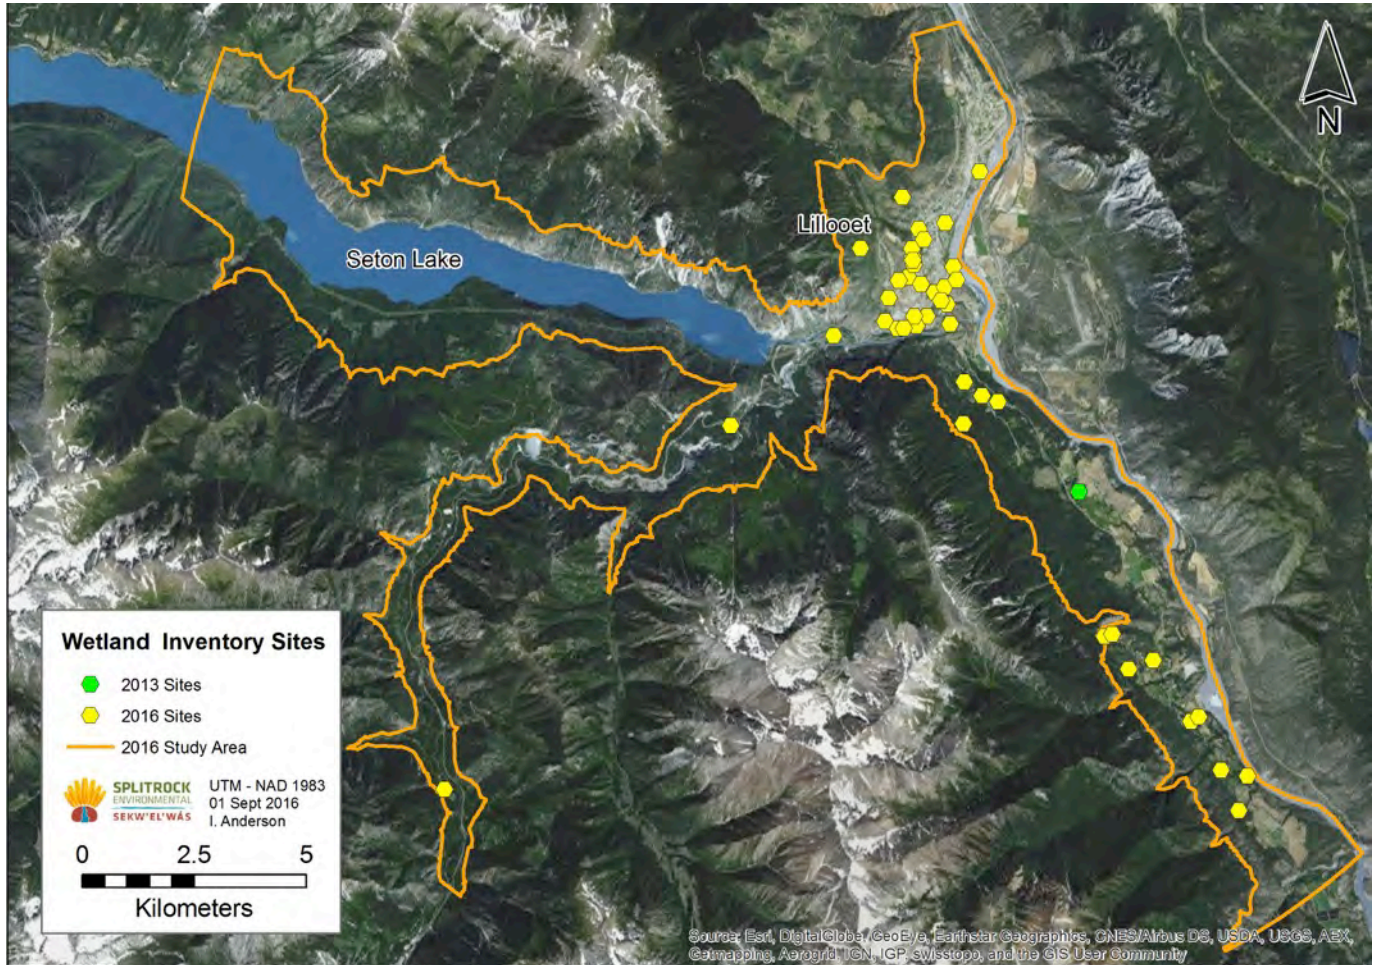 N
Lillooet
Seton Lake
Wetland Inventory Sites
2013 Sites
2016 Sites
2016 Study Area
SPLITROCK
ENVIRONMENTAL
SEKW'EL'WÁS
UTM - NAD 1983
01 Sept 2016
I. Anderson
0 2.5 5
Kilometers
Source: Esri, DigitalGlobe, GeoEye, Earthstar Geographics, CNES/Airbus DS, USDA, USGS, AEX,
Getmapping, Aerogrid, IGN, IGP, swisstopo, and the GIS User Community